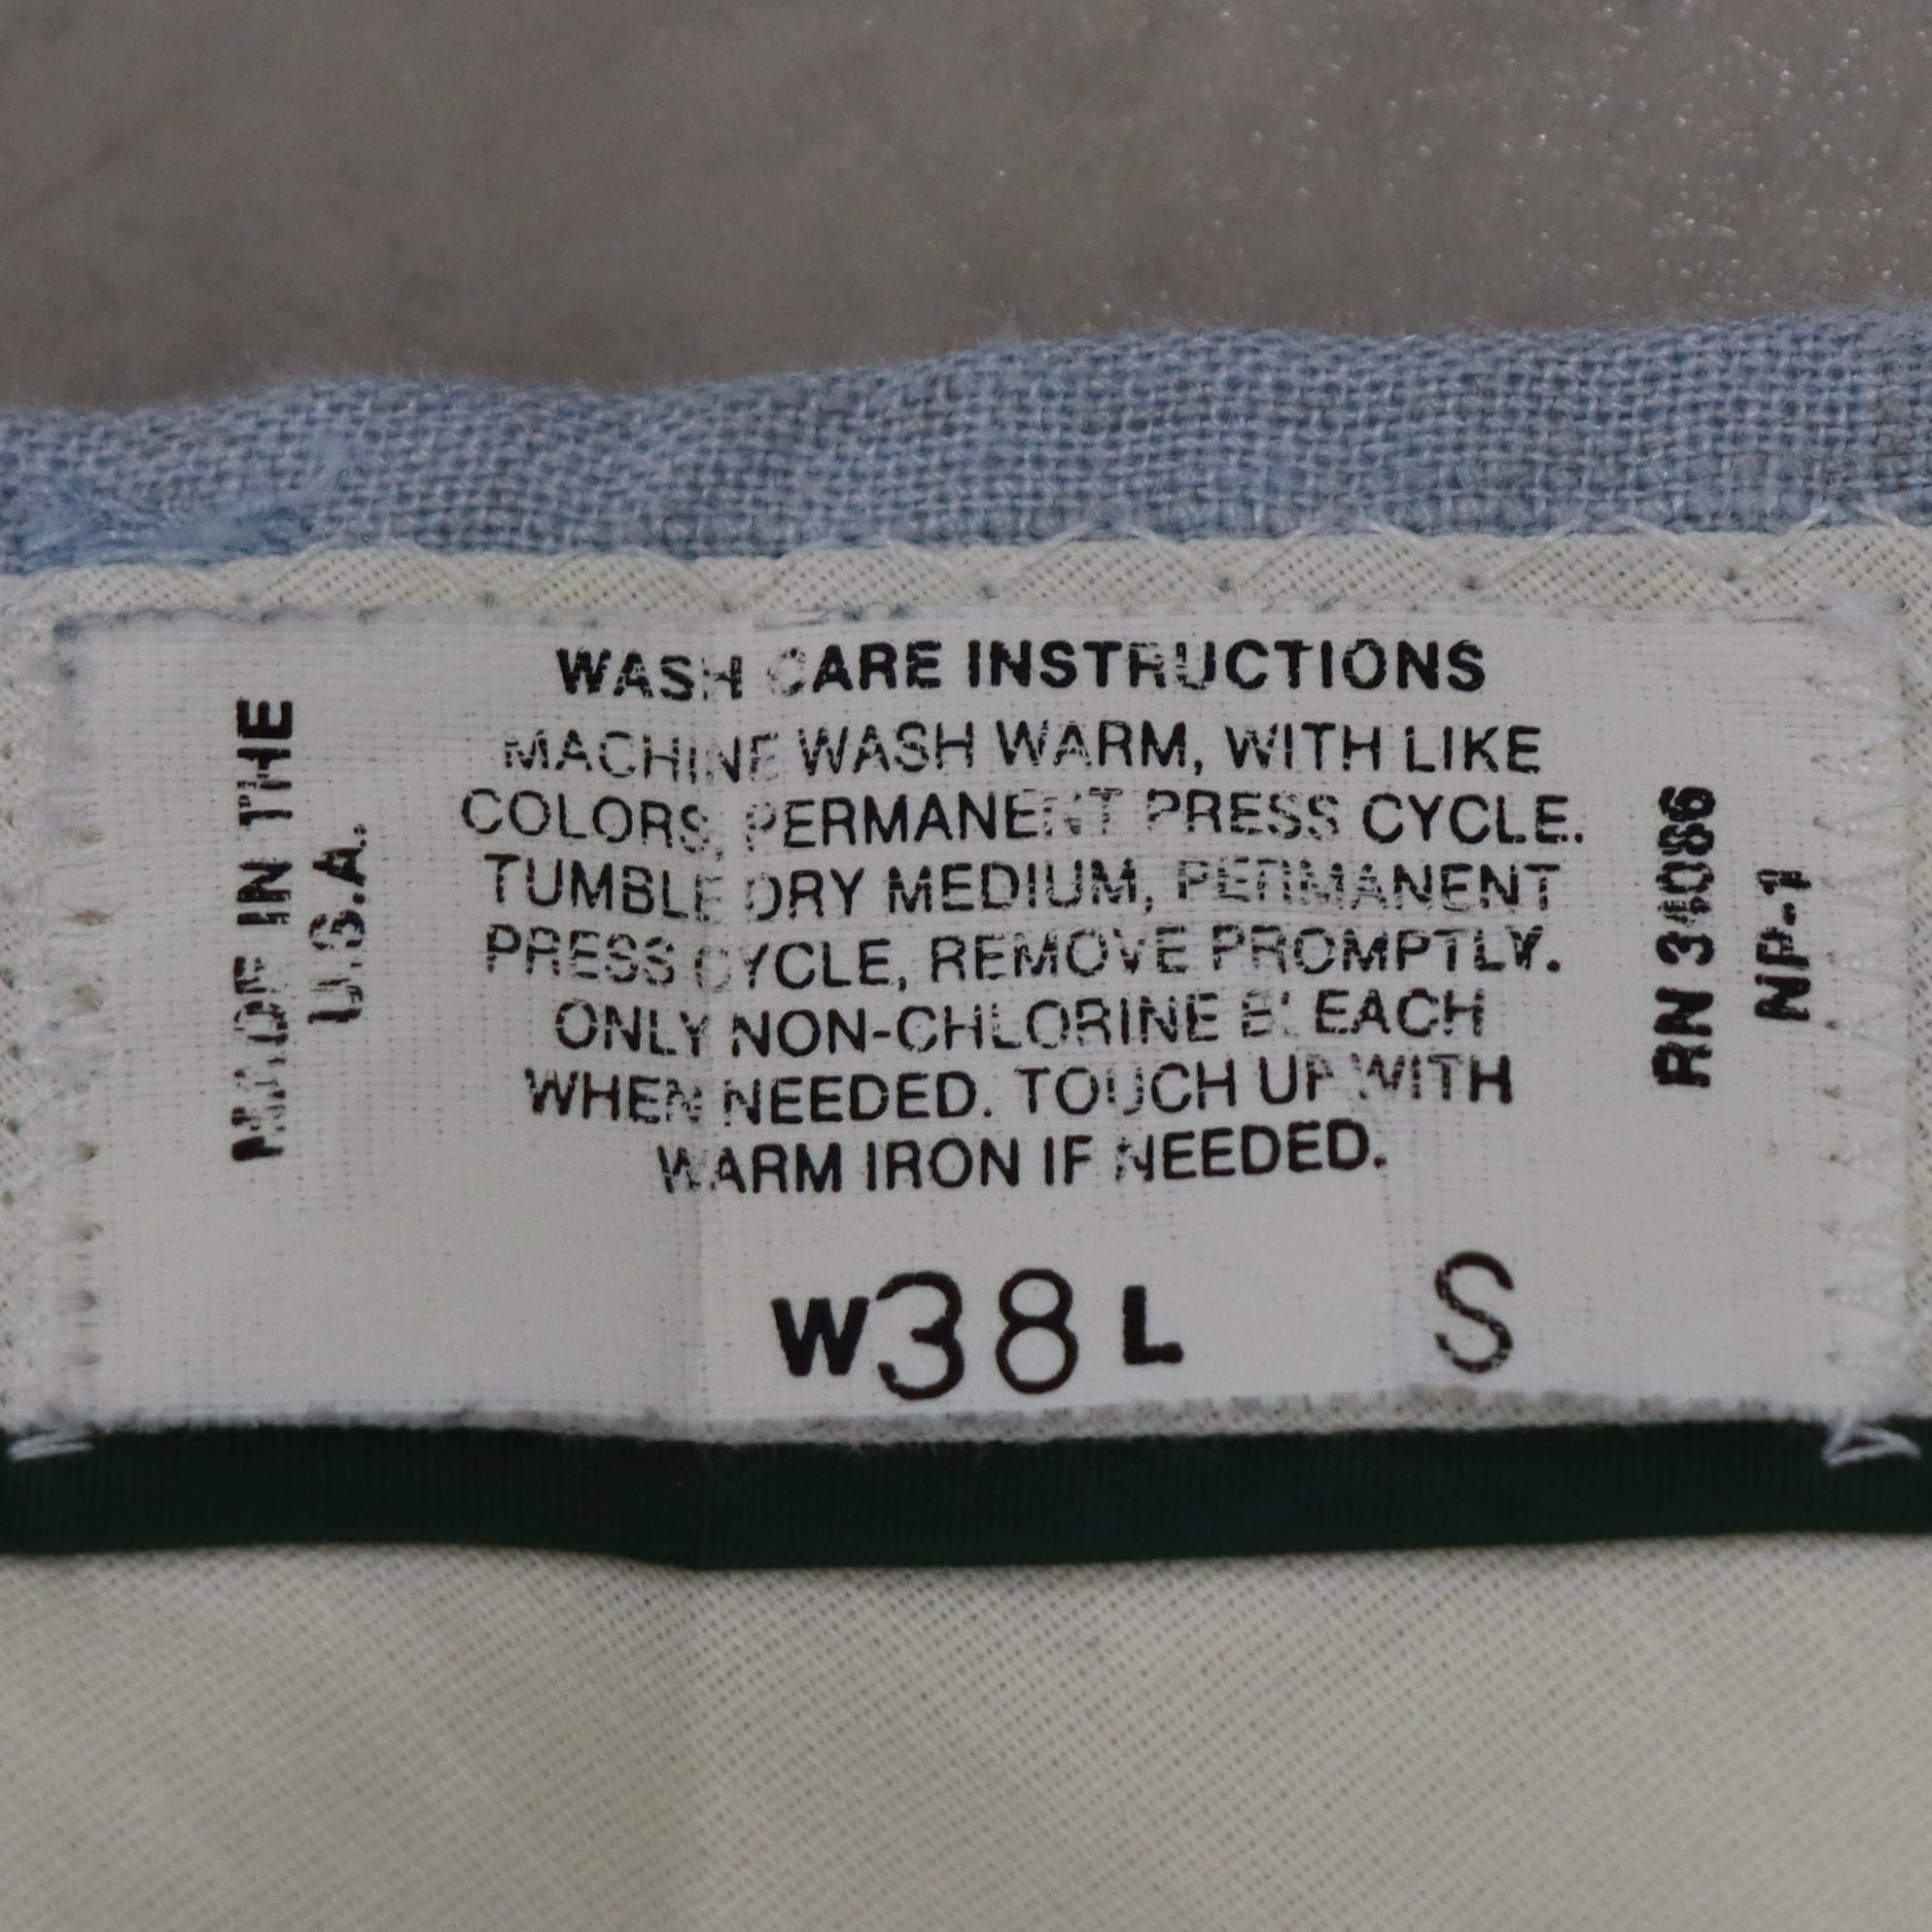 MADE IN THE
U.S.A.
WASH CARE INSTRUCTIONS
MACHINE WASH WARM, WITH LIKE
COLORS, PERMANENT PRESS CYCLE.
TUMBLE DRY MEDIUM, PERMANENT
PRESS CYCLE, REMOVE PROMPTLY.
ONLY NON-CHLORINE BLEACH
WHEN NEEDED. TOUCH UP WITH
WARM IRON IF NEEDED.
W38 L S
RN 34086
NP-1